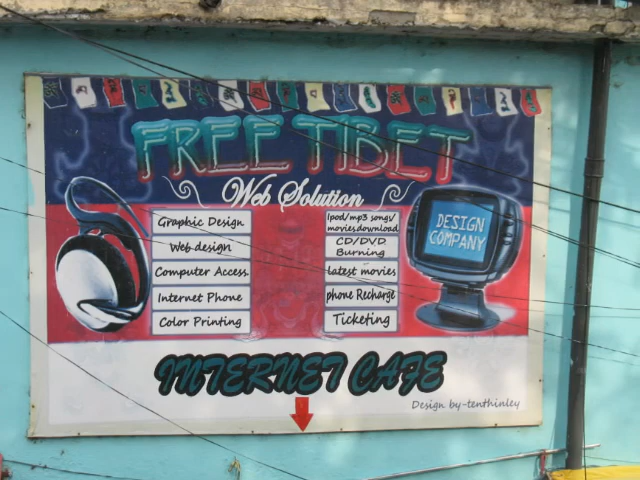 FREE TIBET
Web Solution
Graphic Design
Web design
Computer Access
Internet Phone
Color Printing
Ipod/mp3 songs/
movies download
CD/DVD
Burning
latest movies
phone Recharge
Ticketing
DESIGN
COMPANY
INTERNET CAFE
Design by-tenthinley